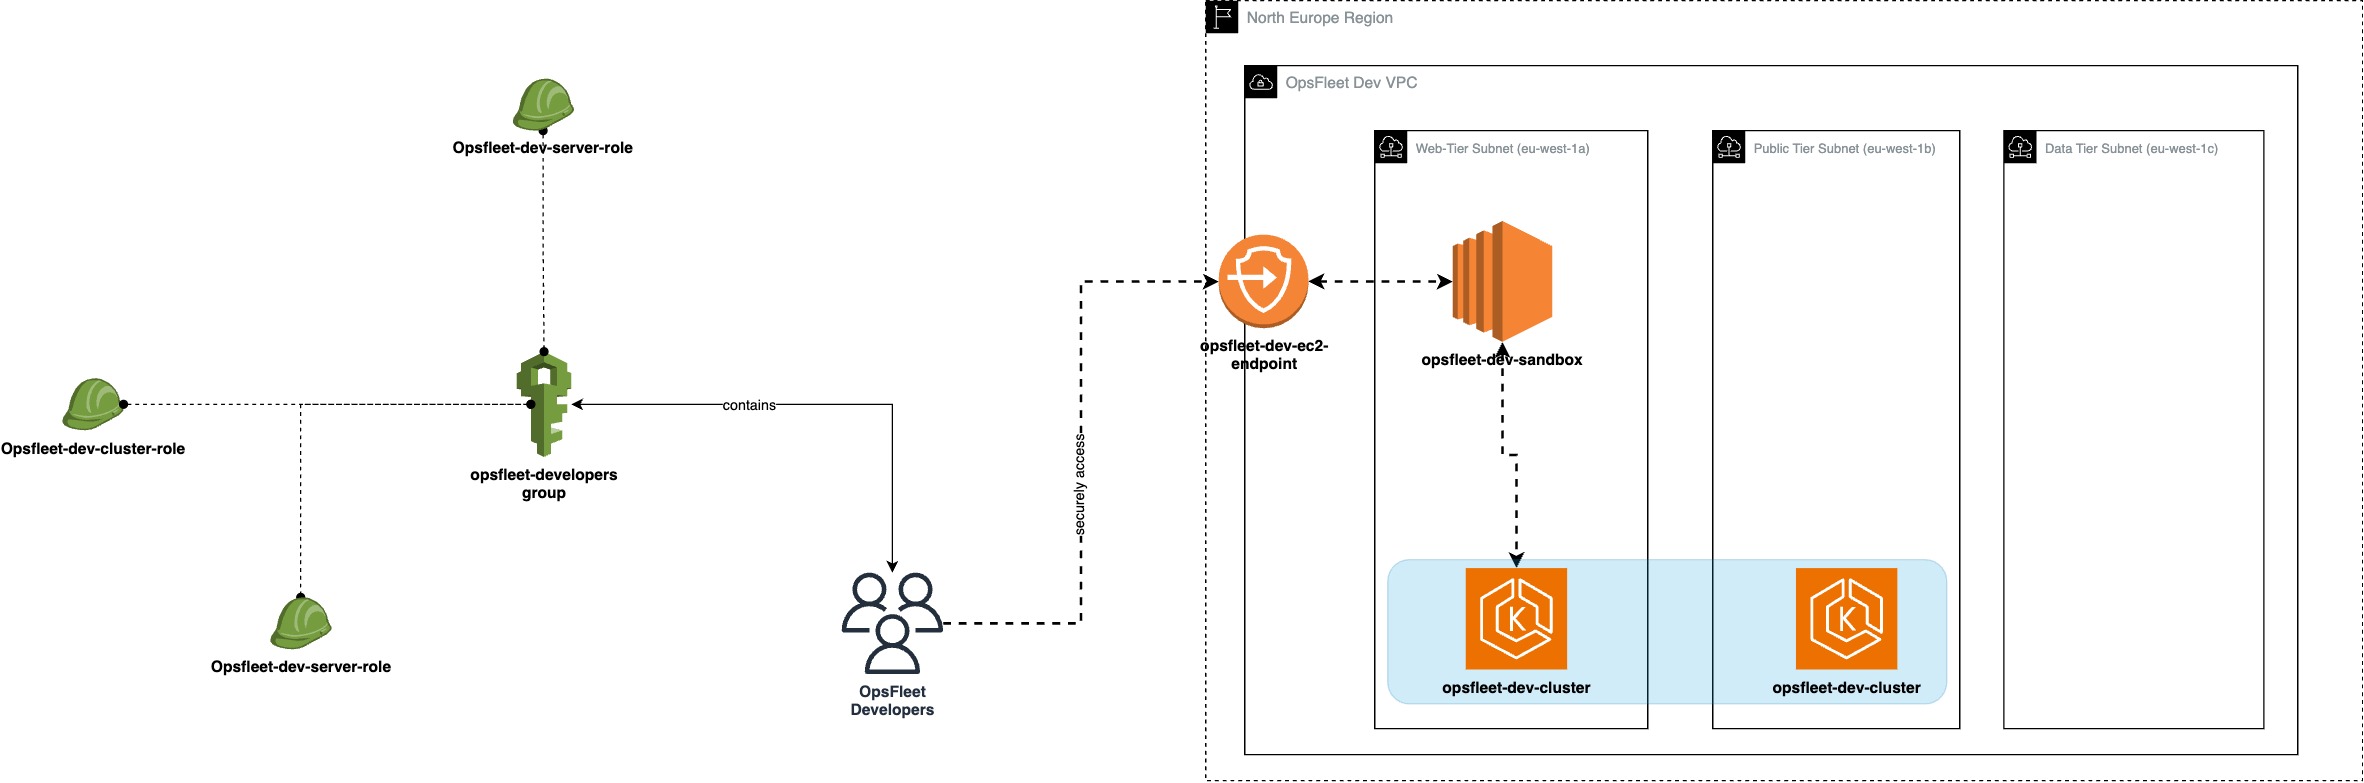 North Europe Region
OpsFleet Dev VPC
Web-Tier Subnet (eu-west-1a)
Public Tier Subnet (eu-west-1b)
Data Tier Subnet (eu-west-1c)
Opsfleet-dev-server-role
opsfleet-dev-ec2-
endpoint
opsfleet-dev-sandbox
contains
Opsfleet-dev-cluster-role
opsfleet-developers
group
securely access
Opsfleet-dev-server-role
OpsFleet
Developers
K
K
opsfleet-dev-cluster
opsfleet-dev-cluster